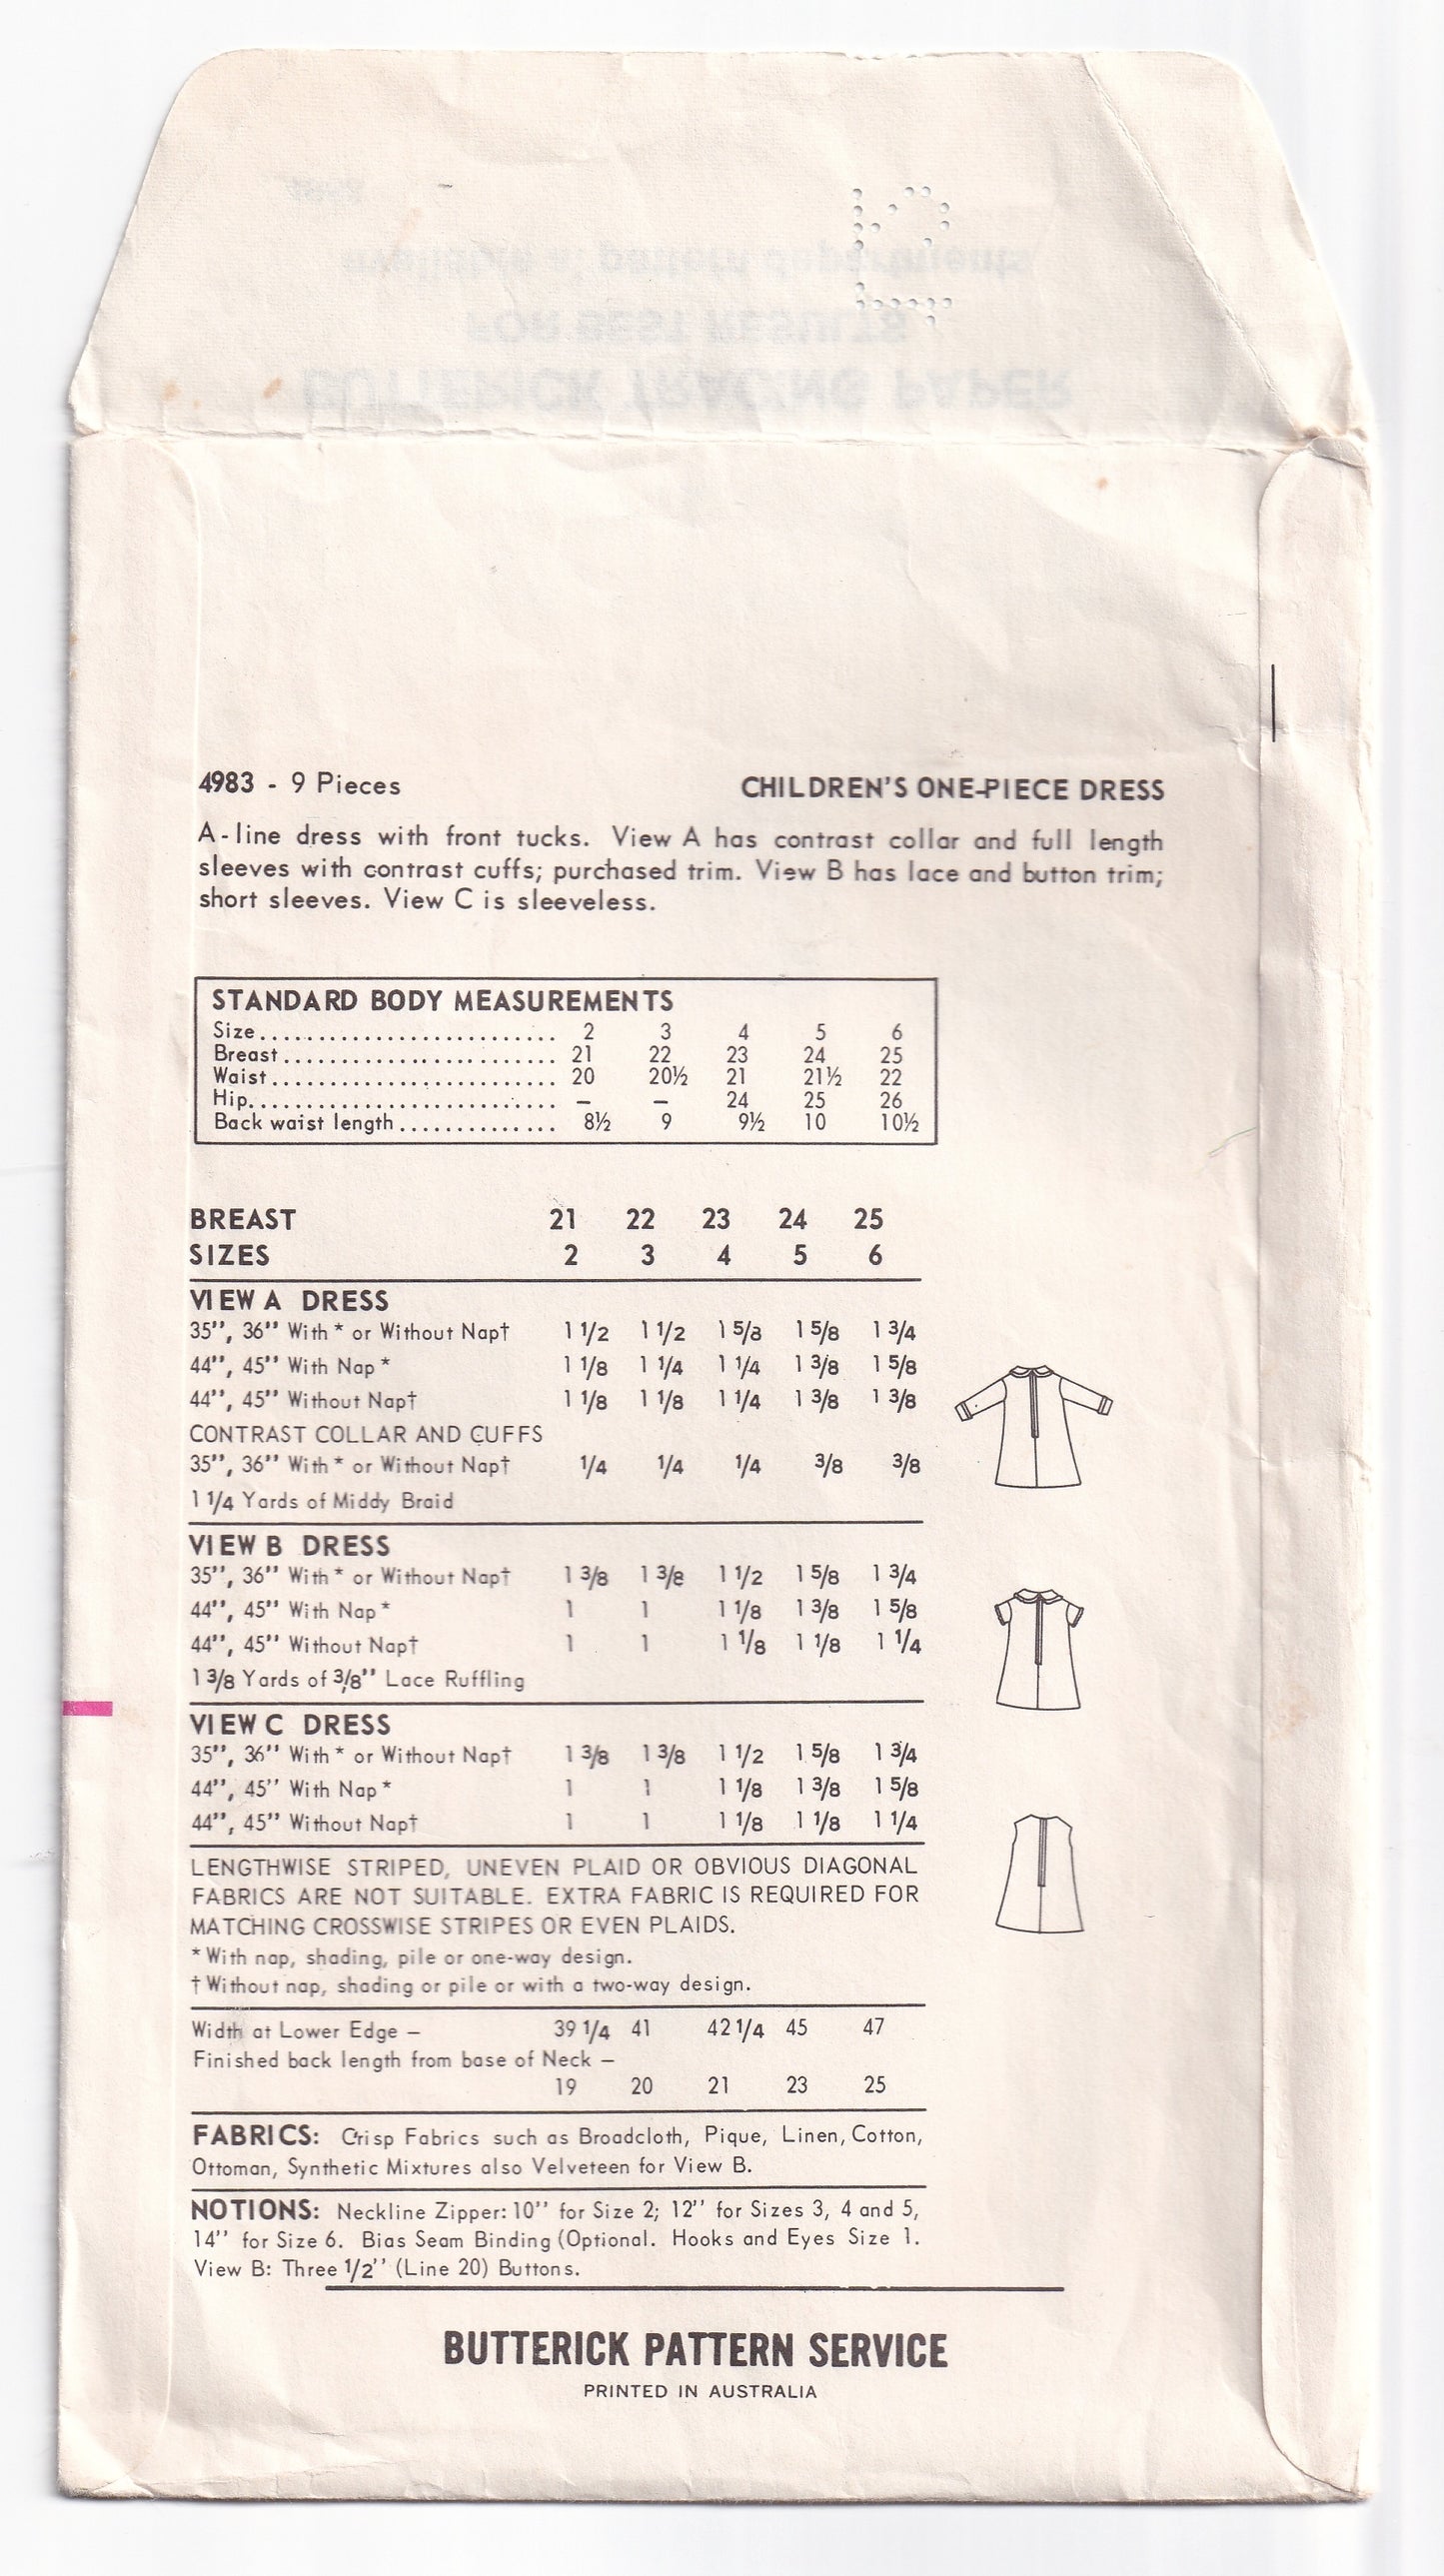 available at pattern departments
FOR BEST RESULTS
BUTTERICK TRACING PAPER
4983 - 9 Pieces CHILDREN'S ONE-PIECE DRESS
A-line dress with front tucks. View A has contrast collar and full length
sleeves with contrast cuffs; purchased trim. View B has lace and button trim;
short sleeves. View C is sleeveless.
STANDARD BODY MEASUREMENTS
Size............................ 2 3 4 5 6
Breast.......................... 21 22 23 24 25
Waist........................... 20 20½ 21 21½ 22
Hip............................. – – 24 25 26
Back waist length............... 8½ 9 9½ 10 10½
BREAST 21 22 23 24 25
SIZES 2 3 4 5 6
VIEW A DRESS
35", 36" With * or Without Nap† 1 1/2 1 1/2 1 5/8 1 5/8 1 3/4
44", 45" With Nap * 1 1/8 1 1/4 1 1/4 1 3/8 1 5/8
44", 45" Without Nap† 1 1/8 1 1/8 1 1/4 1 3/8 1 3/8
CONTRAST COLLAR AND CUFFS
35", 36" With * or Without Nap† 1/4 1/4 1/4 3/8 3/8
1 1/4 Yards of Middy Braid
VIEW B DRESS
35", 36" With * or Without Nap† 1 3/8 1 3/8 1 1/2 1 5/8 1 3/4
44", 45" With Nap * 1 1 1 1/8 1 3/8 1 5/8
44", 45" Without Nap† 1 1 1 1/8 1 1/8 1 1/4
1 3/8 Yards of 3/8" Lace Ruffling
VIEW C DRESS
35", 36" With * or Without Nap† 1 3/8 1 3/8 1 1/2 1 5/8 1 3/4
44", 45" With Nap * 1 1 1 1/8 1 3/8 1 5/8
44", 45" Without Nap† 1 1 1 1/8 1 1/8 1 1/4
LENGTHWISE STRIPED, UNEVEN PLAID OR OBVIOUS DIAGONAL
FABRICS ARE NOT SUITABLE. EXTRA FABRIC IS REQUIRED FOR
MATCHING CROSSWISE STRIPES OR EVEN PLAIDS.
* With nap, shading, pile or one-way design.
† Without nap, shading or pile or with a two-way design.
Width at Lower Edge – 39 1/4 41 42 1/4 45 47
Finished back length from base of Neck –
19 20 21 23 25
FABRICS: Crisp Fabrics such as Broadcloth, Pique, Linen, Cotton,
Ottoman, Synthetic Mixtures also Velveteen for View B.
NOTIONS: Neckline Zipper: 10" for Size 2; 12" for Sizes 3, 4 and 5,
14" for Size 6. Bias Seam Binding (Optional. Hooks and Eyes Size 1.
View B: Three 1/2" (Line 20) Buttons.
BUTTERICK PATTERN SERVICE
PRINTED IN AUSTRALIA